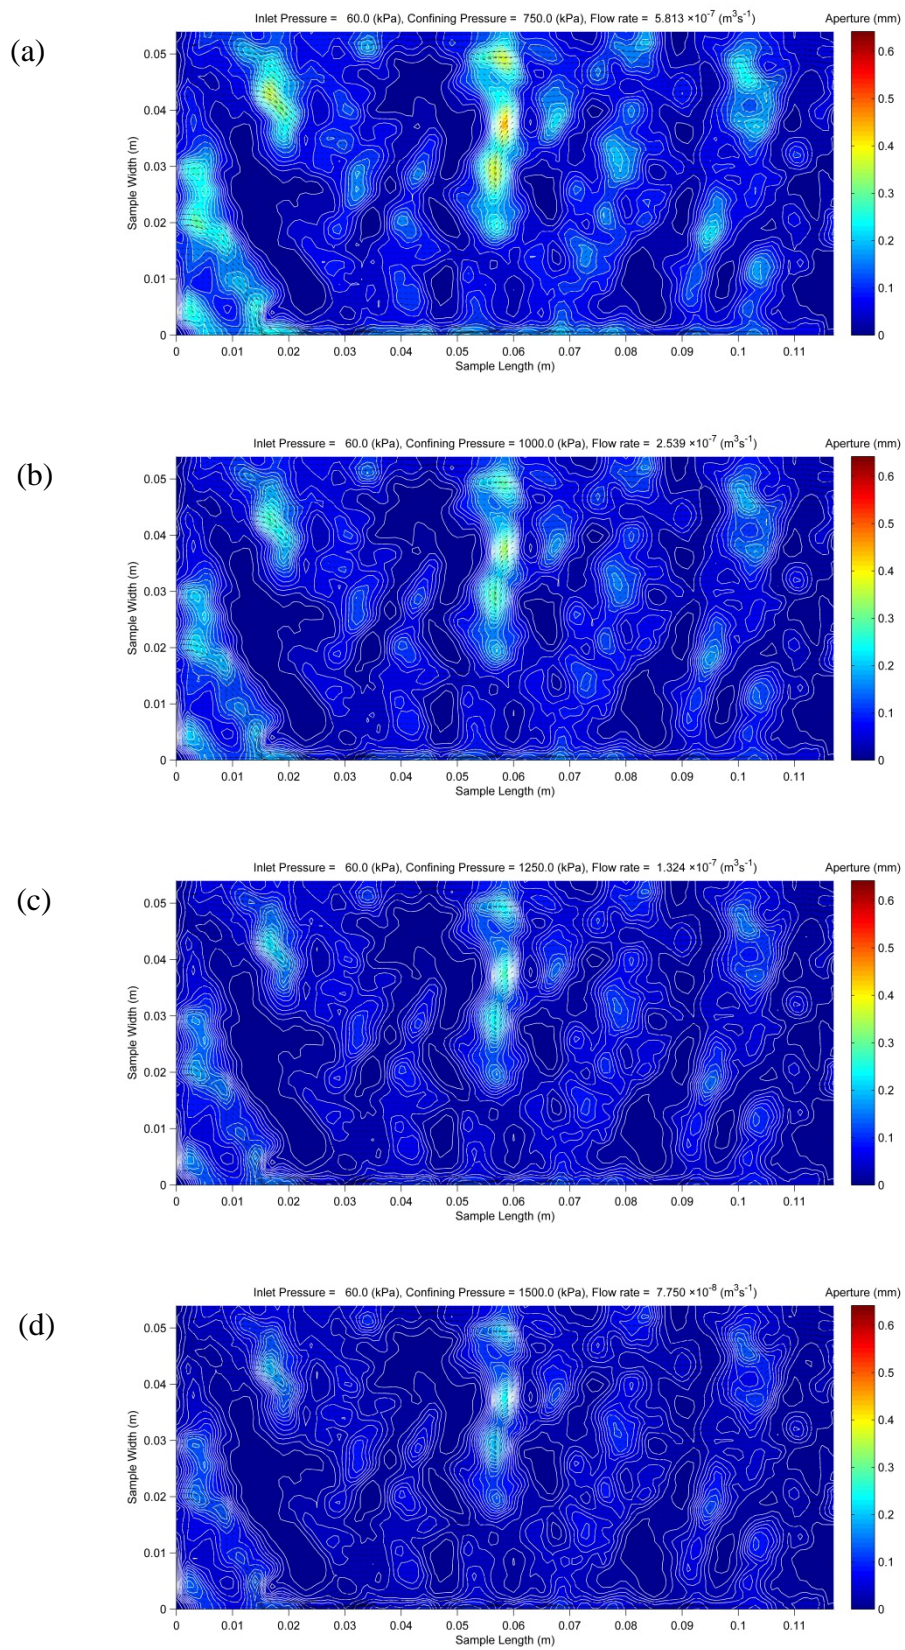 (a)
Inlet Pressure = 60.0 (kPa), Confining Pressure = 750.0 (kPa), Flow rate = 5.813 ×10⁻⁷ (m³s⁻¹) Aperture (mm)
Sample Width (m)
0.05
0.04
0.03
0.02
0.01
0
0 0.01 0.02 0.03 0.04 0.05 0.06 0.07 0.08 0.09 0.1 0.11
Sample Length (m)
0.6
0.5
0.4
0.3
0.2
0.1
0
(b)
Inlet Pressure = 60.0 (kPa), Confining Pressure = 1000.0 (kPa), Flow rate = 2.539 ×10⁻⁷ (m³s⁻¹) Aperture (mm)
Sample Width (m)
0.05
0.04
0.03
0.02
0.01
0
0 0.01 0.02 0.03 0.04 0.05 0.06 0.07 0.08 0.09 0.1 0.11
Sample Length (m)
0.6
0.5
0.4
0.3
0.2
0.1
0
(c)
Inlet Pressure = 60.0 (kPa), Confining Pressure = 1250.0 (kPa), Flow rate = 1.324 ×10⁻⁷ (m³s⁻¹) Aperture (mm)
Sample Width (m)
0.05
0.04
0.03
0.02
0.01
0
0 0.01 0.02 0.03 0.04 0.05 0.06 0.07 0.08 0.09 0.1 0.11
Sample Length (m)
0.6
0.5
0.4
0.3
0.2
0.1
0
(d)
Inlet Pressure = 60.0 (kPa), Confining Pressure = 1500.0 (kPa), Flow rate = 7.750 ×10⁻⁸ (m³s⁻¹) Aperture (mm)
Sample Width (m)
0.05
0.04
0.03
0.02
0.01
0
0 0.01 0.02 0.03 0.04 0.05 0.06 0.07 0.08 0.09 0.1 0.11
Sample Length (m)
0.6
0.5
0.4
0.3
0.2
0.1
0